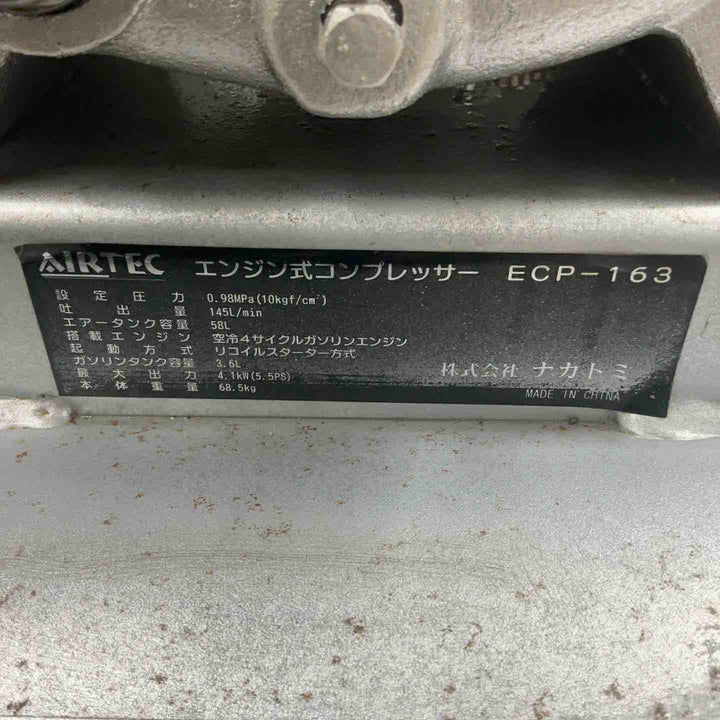 AIRTEC エンジン式コンプレッサー ECP-163
設定圧力 0.98MPa(10kgf/cm²)
吐出量 145L/min
エアータンク容量 58L
搭載エンジン 空冷4サイクルガソリンエンジン
起動方式 リコイルスターター方式
ガソリンタンク容量 3.6L
最大出力 4.1kW(5.5PS)
本体重量 68.5kg
株式会社 ナカトミ
MADE IN CHINA